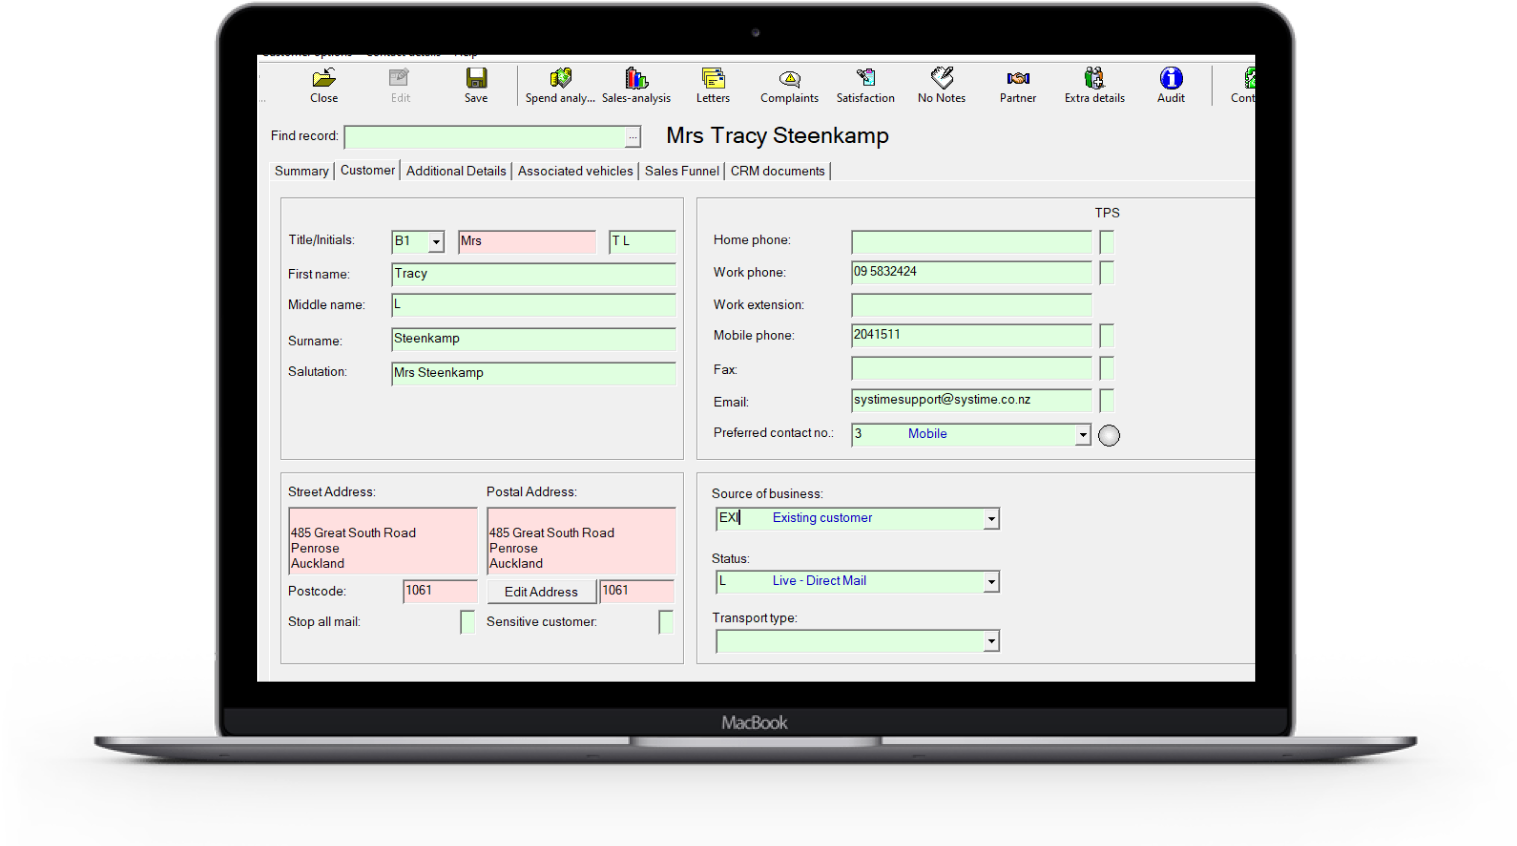 Close Edit Save Spend analy... Sales-analysis Letters Complaints Satisfaction No Notes Partner Extra details Audit
Find record: ... Mrs Tracy Steenkamp
Summary Customer Additional Details Associated vehicles Sales Funnel CRM documents
TPS
Title/Initials: B1 Mrs T L
First name: Tracy
Middle name: L
Surname: Steenkamp
Salutation: Mrs Steenkamp
Home phone:
Work phone: 09 5832424
Work extension:
Mobile phone: 2041511
Fax:
Email: systimesupport@systime.co.nz
Preferred contact no.: 3 Mobile
Street Address: Postal Address:
485 Great South Road 485 Great South Road
Penrose Penrose
Auckland Auckland
Postcode: 1061 Edit Address 1061
Stop all mail: Sensitive customer:
Source of business:
EXI Existing customer
Status:
L Live - Direct Mail
Transport type:
MacBook